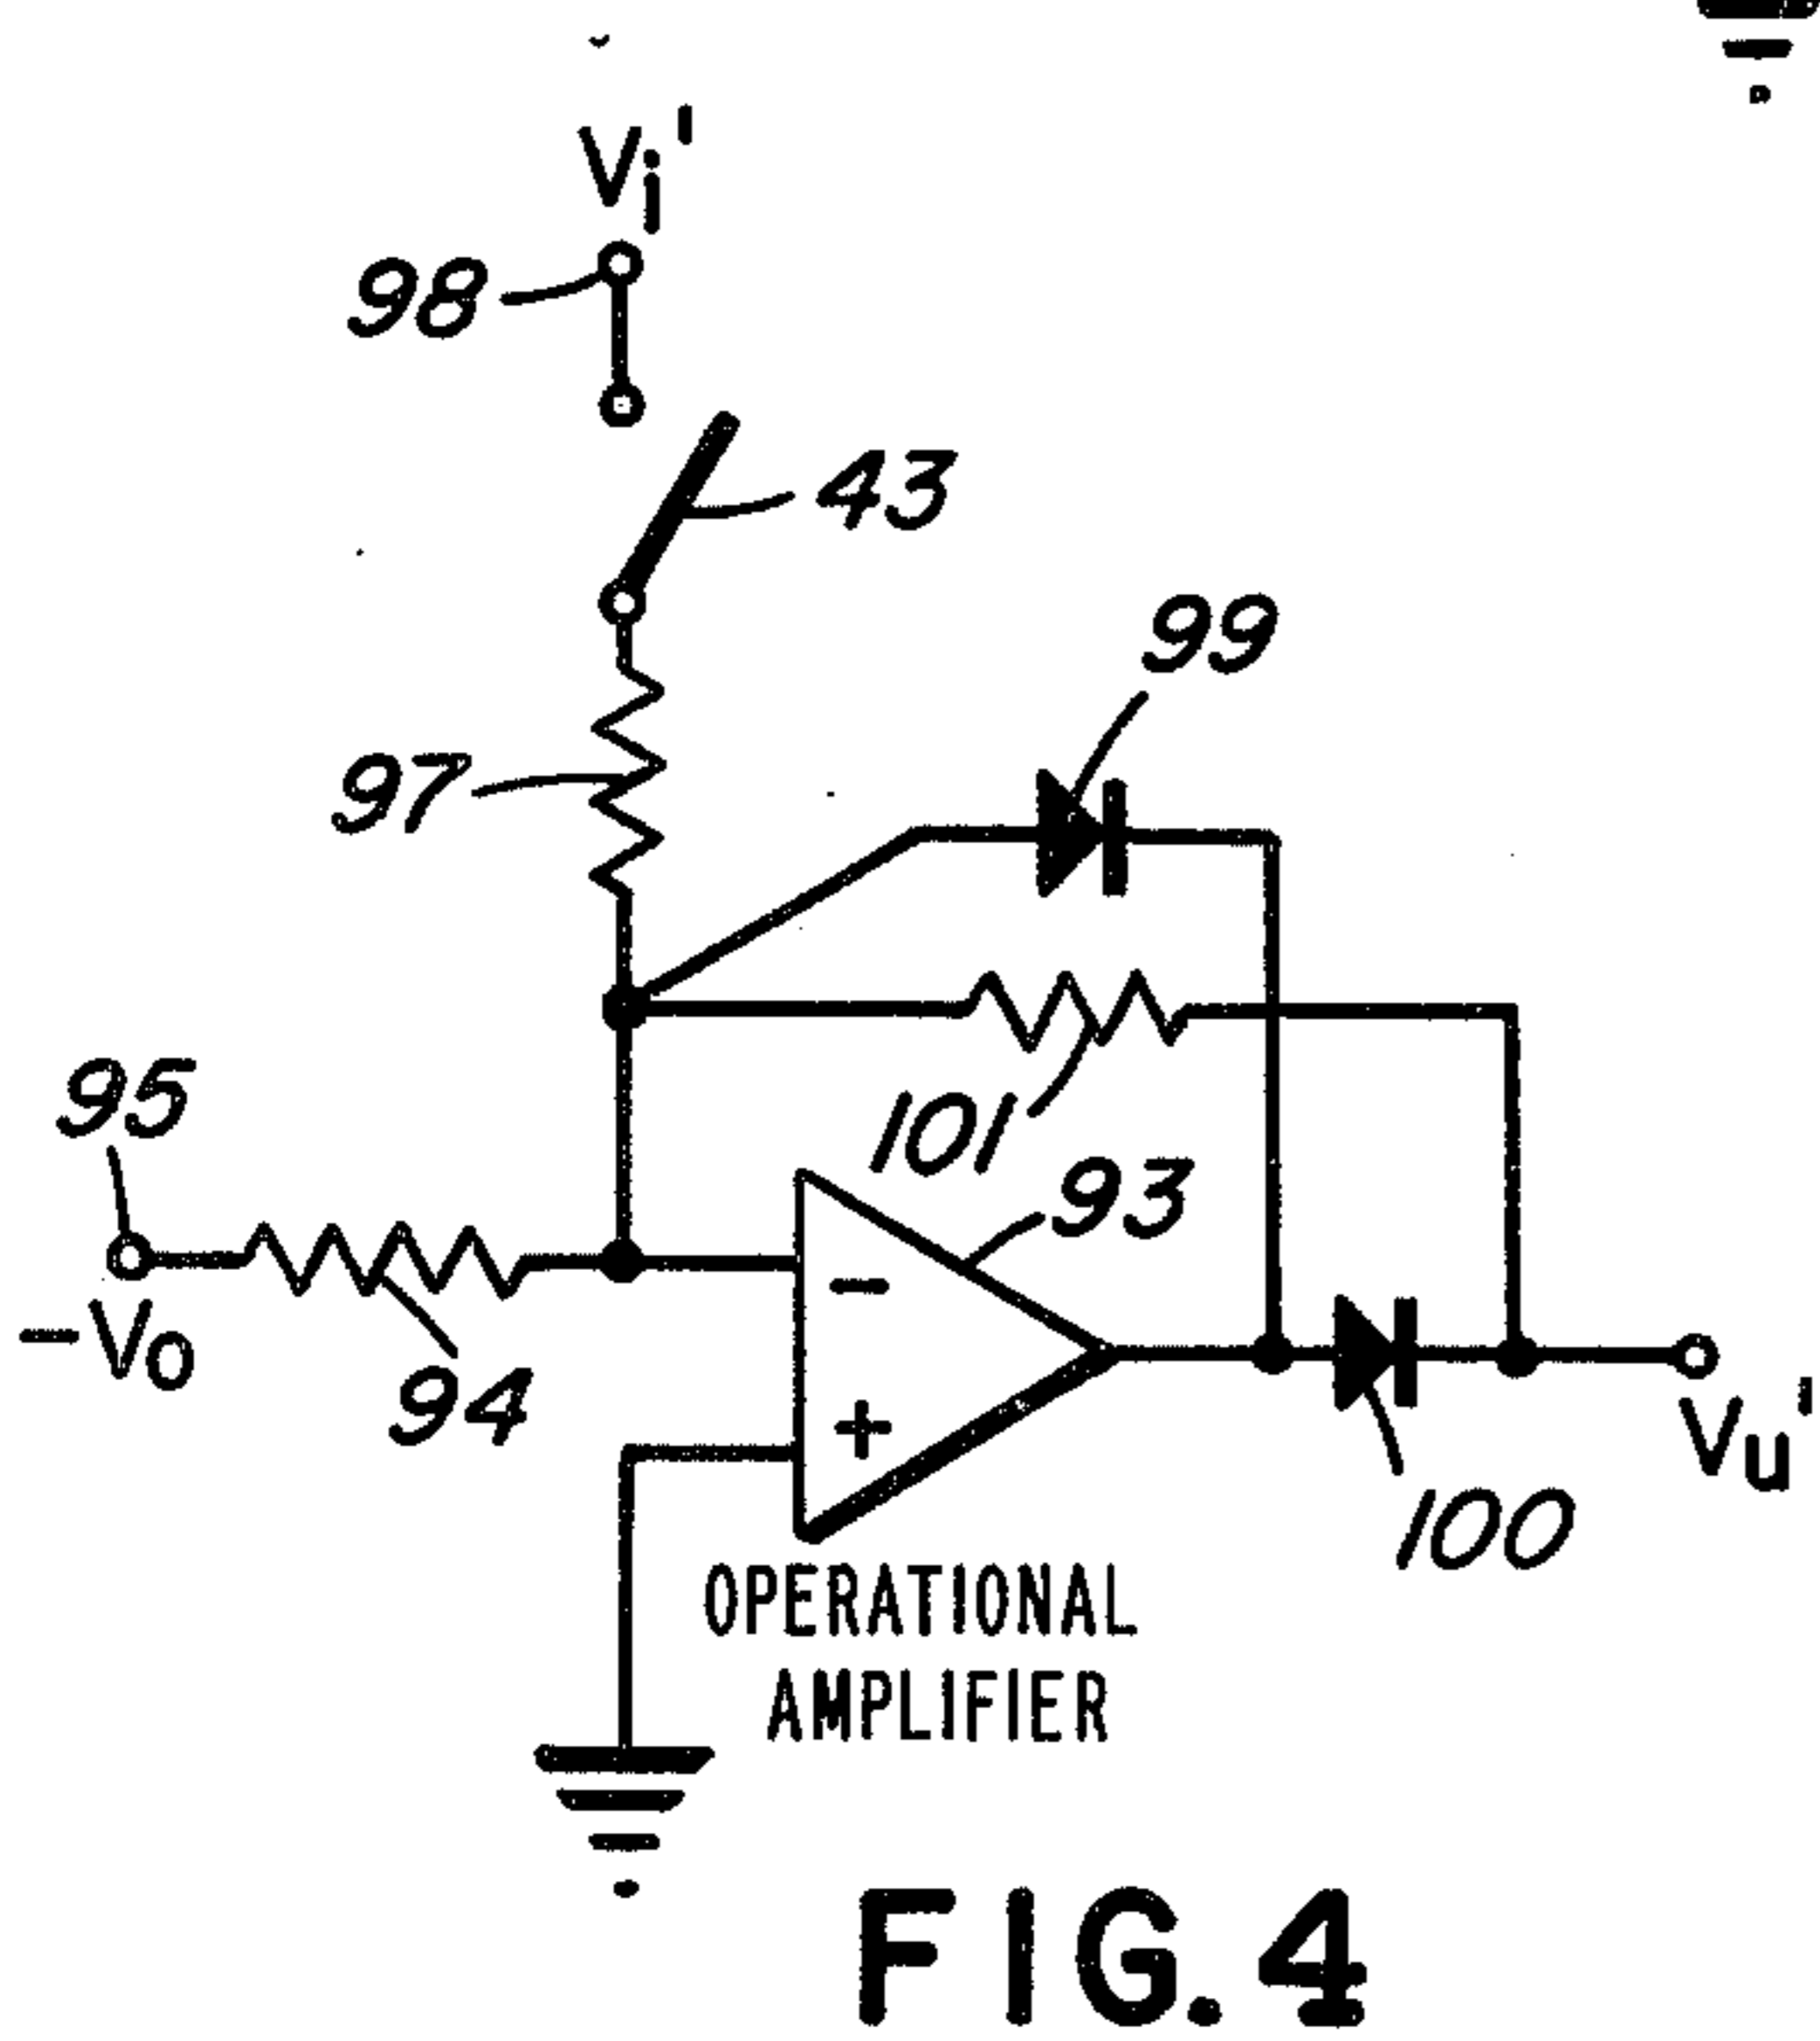 Vi'
98
43
99
97
95
101
93
-
-Vo
94
+
Vu'
100
OPERATIONAL
AMPLIFIER
FIG.4